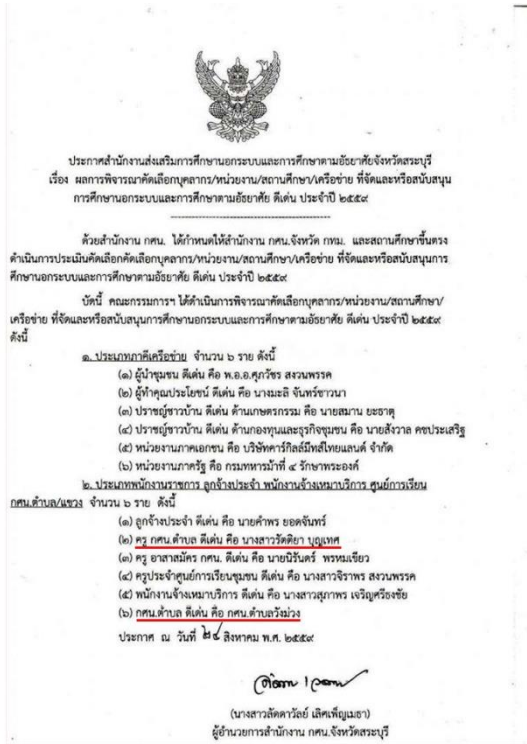 ประกาศสำนักงานส่งเสริมการศึกษานอกระบบและการศึกษาตามอัธยาศัยจังหวัดสระบุรี
เรื่อง ผลการพิจารณาคัดเลือกบุคลากร/หน่วยงาน/สถานศึกษา/เครือข่าย ที่จัดและหรือสนับสนุน
การศึกษานอกระบบและการศึกษาตามอัธยาศัย ดีเด่น ประจำปี ๒๕๕๙
ด้วยสำนักงาน กศน. ได้กำหนดให้สำนักงาน กศน.จังหวัด กทม. และสถานศึกษาขึ้นตรง
ดำเนินการประเมินคัดเลือกคัดเลือกบุคลากร/หน่วยงาน/สถานศึกษา/เครือข่าย ที่จัดและหรือสนับสนุนการ
ศึกษานอกระบบและการศึกษาตามอัธยาศัย ดีเด่น ประจำปี ๒๕๕๙
บัดนี้ คณะกรรมการฯ ได้ดำเนินการพิจารณาคัดเลือกบุคลากร/หน่วยงาน/สถานศึกษา/
เครือข่าย ที่จัดและหรือสนับสนุนการศึกษานอกระบบและการศึกษาตามอัธยาศัย ดีเด่น ประจำปี ๒๕๕๙
ดังนี้
๑. ประเภทภาคีเครือข่าย จำนวน ๖ ราย ดังนี้
(๑) ผู้นำชุมชน ดีเด่น คือ พ.อ.อ.ศุภวัชร สงวนพรรค
(๒) ผู้ทำคุณประโยชน์ ดีเด่น คือ นางมะลิ จันทร์ชาวนา
(๓) ปราชญ์ชาวบ้าน ดีเด่น ด้านเกษตรกรรม คือ นายสมาน ยะธาตุ
(๔) ปราชญ์ชาวบ้าน ดีเด่น ด้านกองทุนและธุรกิจชุมชน คือ นายสังวาล คชประเสริฐ
(๕) หน่วยงานภาคเอกชน คือ บริษัทคาร์กิลล์มีทส์ไทยแลนด์ จำกัด
(๖) หน่วยงานภาครัฐ คือ กรมทหารม้าที่ ๔ รักษาพระองค์
๒. ประเภทพนักงานราชการ ลูกจ้างประจำ พนักงานจ้างเหมาบริการ ศูนย์การเรียน
กศน.ตำบล/แขวง จำนวน ๖ ราย ดังนี้
(๑) ลูกจ้างประจำ ดีเด่น คือ นายคำพร ยอดจันทร์
(๒) ครู กศน.ตำบล ดีเด่น คือ นางสาวรัตติยา บุญเทศ
(๓) ครู อาสาสมัคร กศน. ดีเด่น คือ นายนิรันดร์ พรหมเขียว
(๔) ครูประจำศูนย์การเรียนชุมชน ดีเด่น คือ นางสาวจิราพร สงวนพรรค
(๕) พนักงานจ้างเหมาบริการ ดีเด่น คือ นางสาวสุภาพร เจริญศรีธงชัย
(๖) กศน.ตำบล ดีเด่น คือ กศน.ตำบลวังม่วง
ประกาศ ณ วันที่ ๒๔ สิงหาคม พ.ศ. ๒๕๕๙
(นางสาวลัดดาวัลย์ เลิศเพ็ญเมธา)
ผู้อำนวยการสำนักงาน กศน.จังหวัดสระบุรี